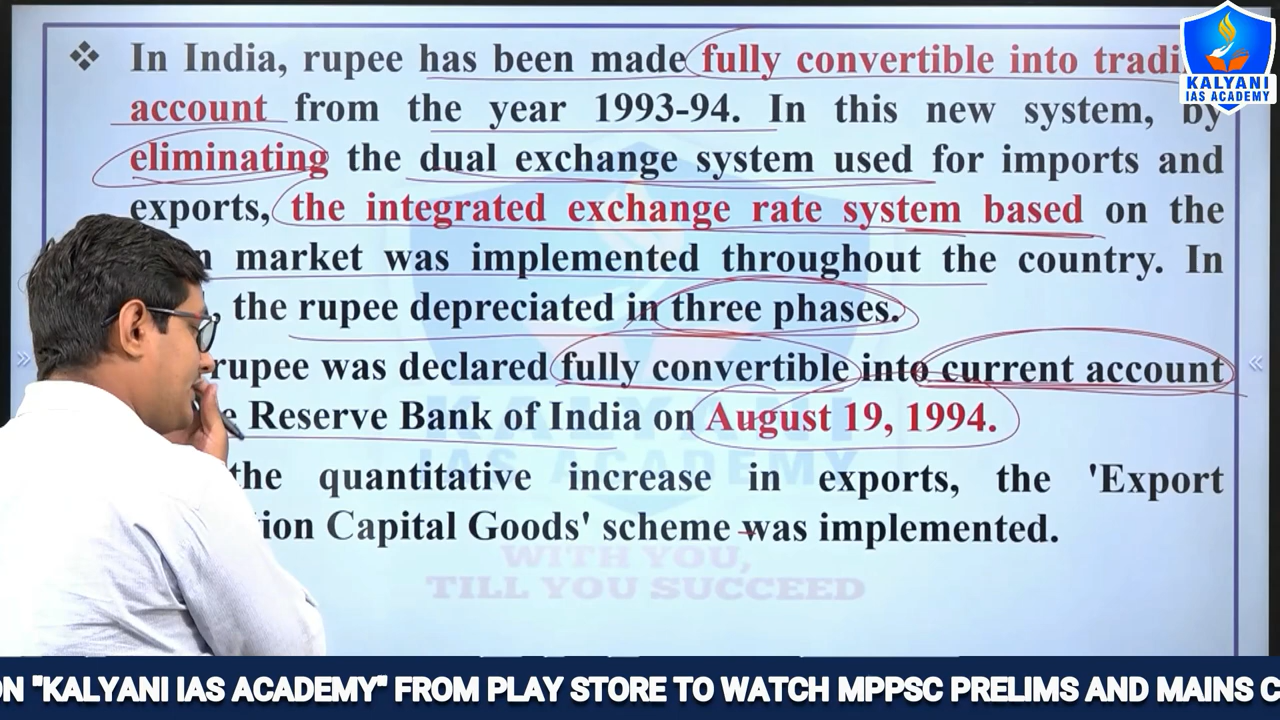 ❖ In India, rupee has been made fully convertible into
account from the year 1993-94. In this new system, by
eliminating the dual exchange system used for imports and
exports, the integrated exchange rate system based on the
market was implemented throughout the country. In
, the rupee depreciated in three phases.
rupee was declared fully convertible into current account
Reserve Bank of India on August 19, 1994.
the quantitative increase in exports, the 'Export
Capital Goods' scheme was implemented.
KALYANI
IAS ACADEMY
KALYANI
IAS ACADEMY
WITH YOU,
TILL YOU SUCCEED
ON "KALYANI IAS ACADEMY" FROM PLAY STORE TO WATCH MPPSC PRELIMS AND MAINS